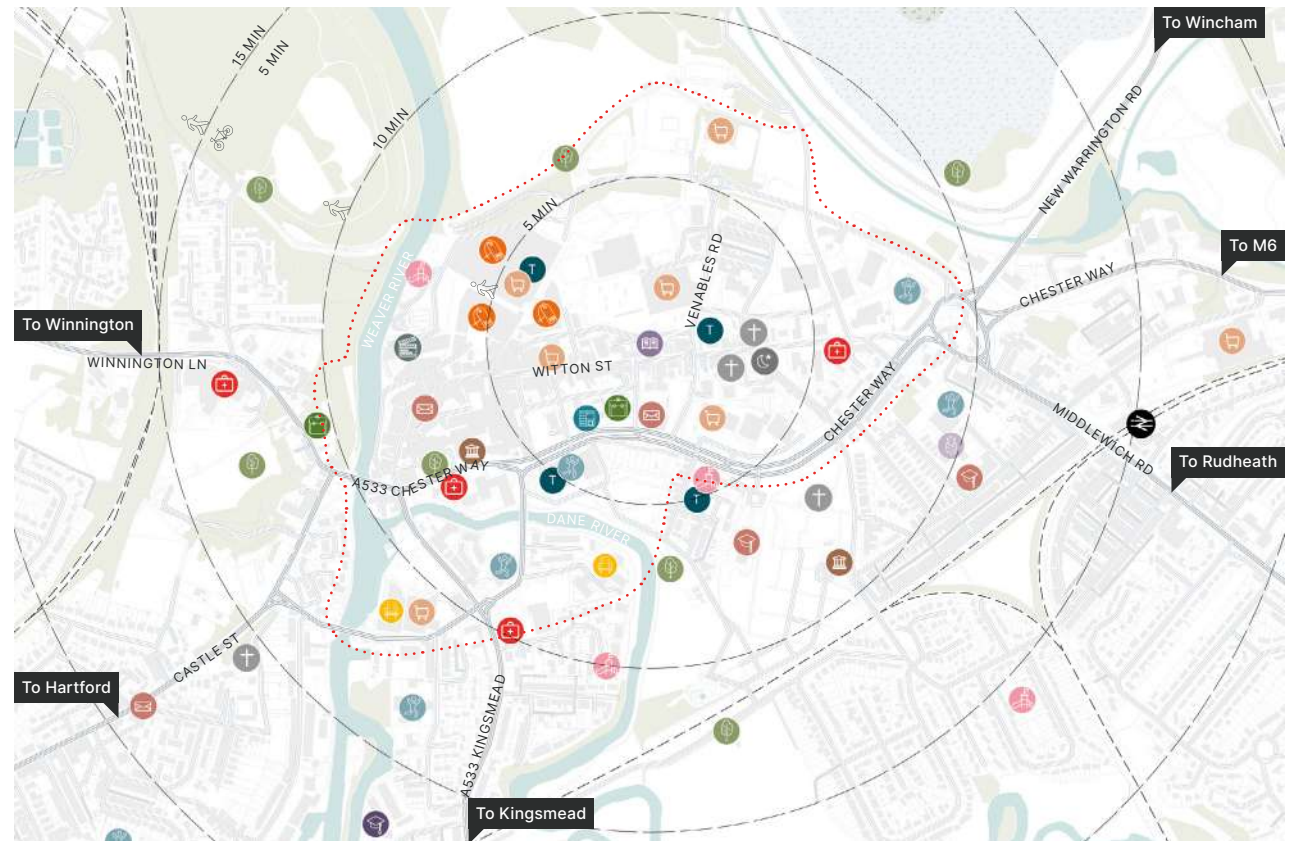 To Wincham
15 MIN
5 MIN
10 MIN
NEW WARRINGTON RD
5 MIN
VENABLES RD
To M6
CHESTER WAY
WEAVER RIVER
T
To Winnington
WINNINGTON LN
T
WITTON ST
CHESTER WAY
MIDDLEWICH RD
To Rudheath
A533 CHESTER WAY
T
T
DANE RIVER
CASTLE ST
To Hartford
A533 KINGSMEAD
To Kingsmead